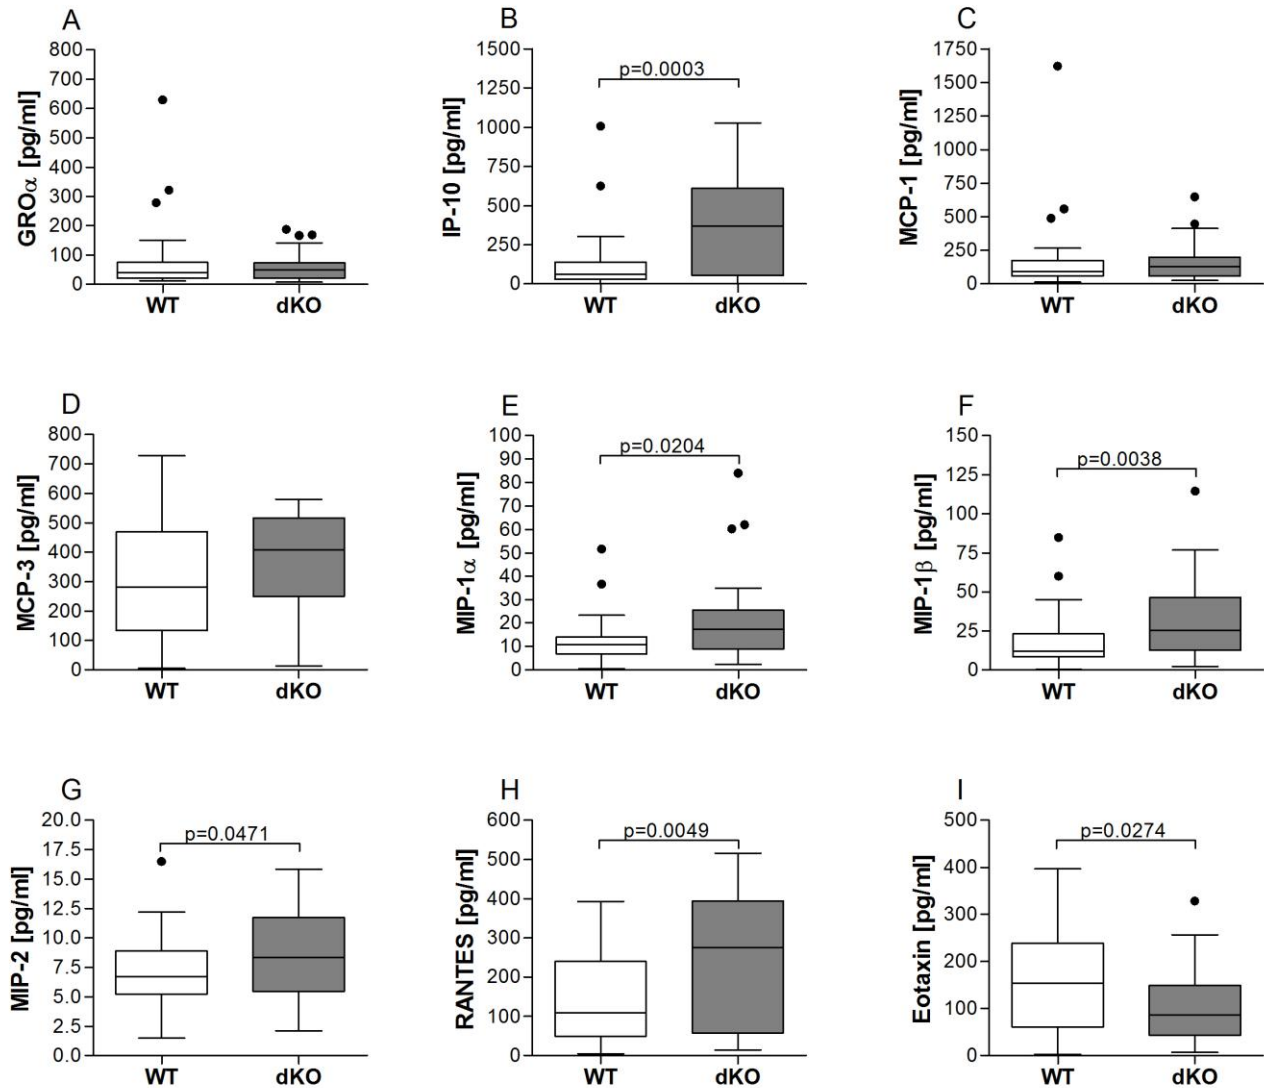 A
GROα [pg/ml]
800
700
600
500
400
300
200
100
0
WT
dKO
B
IP-10 [pg/ml]
1500
1250
1000
750
500
250
0
p=0.0003
WT
dKO
C
MCP-1 [pg/ml]
1750
1500
1250
1000
750
500
250
0
WT
dKO
D
MCP-3 [pg/ml]
800
700
600
500
400
300
200
100
0
WT
dKO
E
MIP-1α [pg/ml]
100
90
80
70
60
50
40
30
20
10
0
p=0.0204
WT
dKO
F
MIP-1β [pg/ml]
150
125
100
75
50
25
0
p=0.0038
WT
dKO
G
MIP-2 [pg/ml]
20.0
17.5
15.0
12.5
10.0
7.5
5.0
2.5
0.0
p=0.0471
WT
dKO
H
RANTES [pg/ml]
600
500
400
300
200
100
0
p=0.0049
WT
dKO
I
Eotaxin [pg/ml]
500
400
300
200
100
0
p=0.0274
WT
dKO